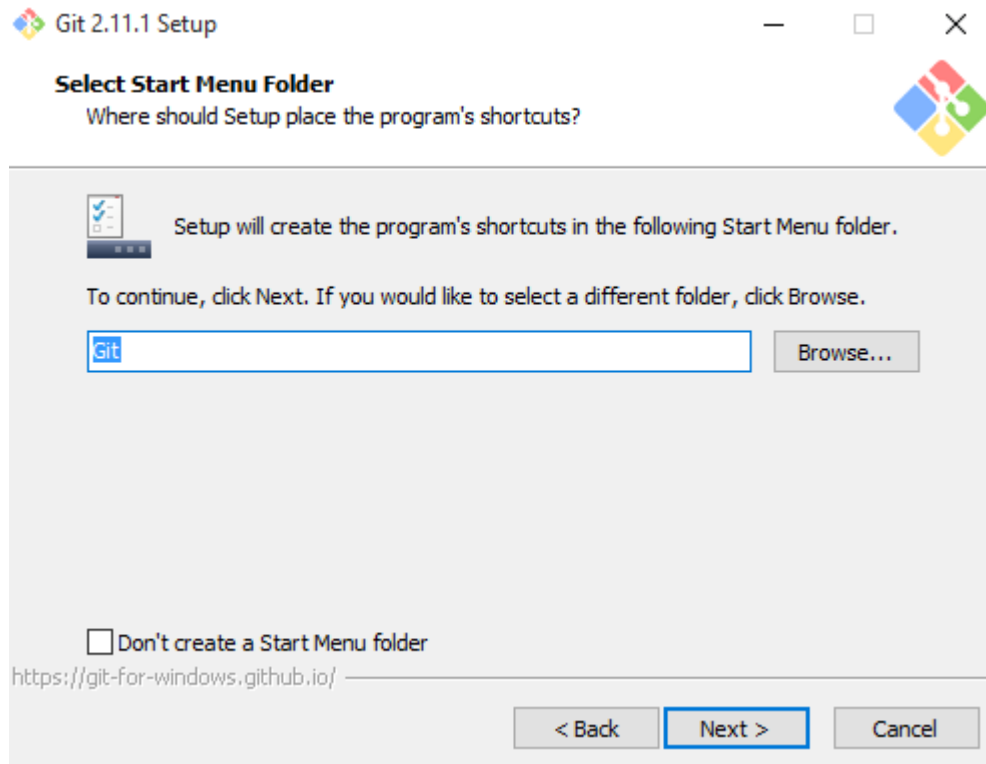 Git 2.11.1 Setup
Select Start Menu Folder
Where should Setup place the program's shortcuts?
Setup will create the program's shortcuts in the following Start Menu folder.
To continue, click Next. If you would like to select a different folder, click Browse.
Git
Browse...
Don't create a Start Menu folder
https://git-for-windows.github.io/
< Back
Next >
Cancel